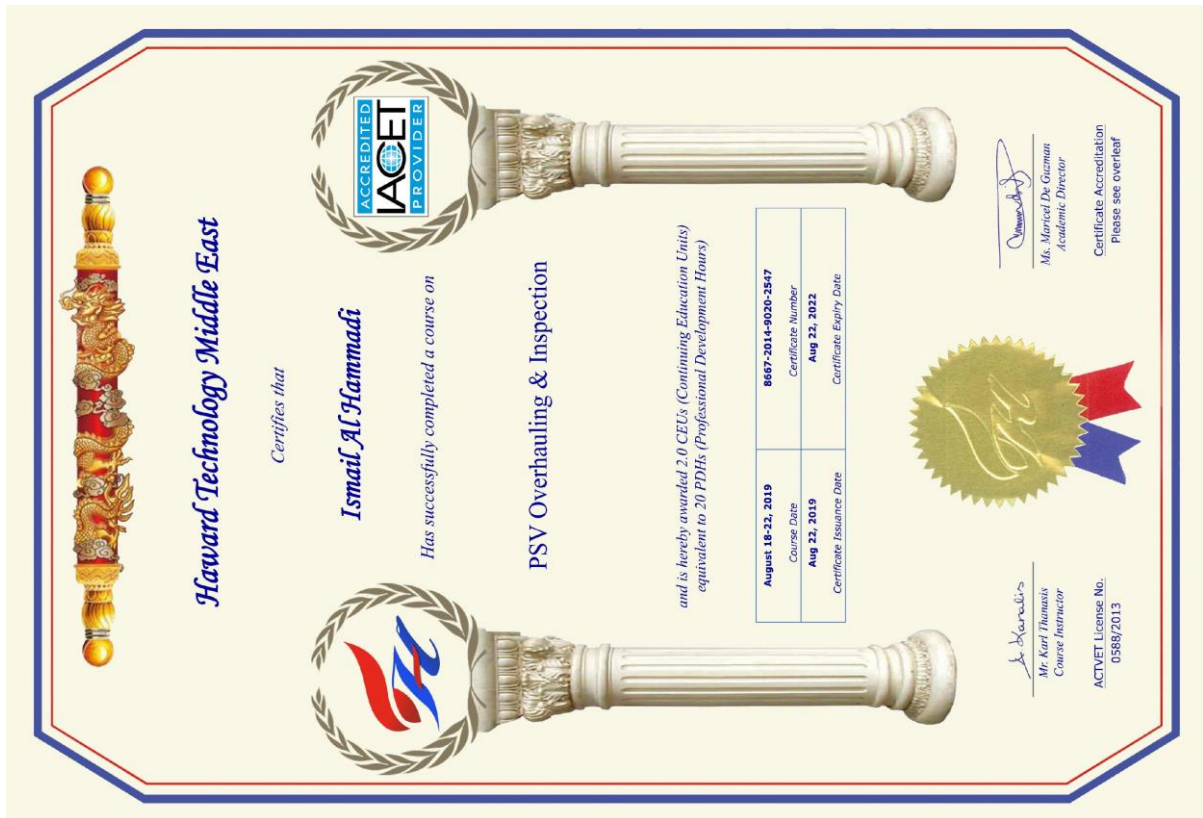 Haward Technology Middle East
Certifies that
Ismail Al Hammadi
Has successfully completed a course on
PSV Overhauling & Inspection
ACCREDITED
IACET
PROVIDER
and is hereby awarded 2.0 CEUs (Continuing Education Units)
equivalent to 20 PDHs (Professional Development Hours)
August 18-22, 2019 8667-2014-9020-2547
Course Date Certificate Number
Aug 22, 2019 Aug 22, 2022
Certificate Issuance Date Certificate Expiry Date
Mr. Karl Thanasis
Course Instructor
ACTVET License No.
0588/2013
Ms. Maricel De Guzman
Academic Director
Certificate Accreditation
Please see overleaf